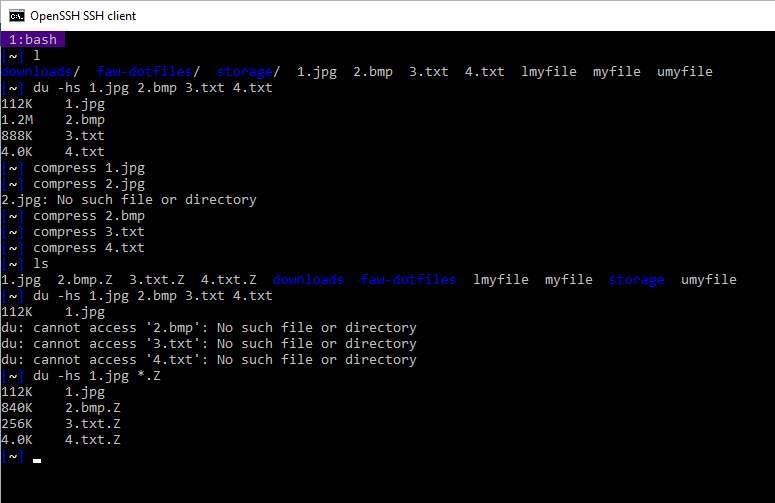 OpenSSH SSH client
1:bash
[~] l
downloads/  faw-dotfiles/  storage/  1.jpg  2.bmp  3.txt  4.txt  lmyfile  myfile  umyfile
[~] du -hs 1.jpg 2.bmp 3.txt 4.txt
112K    1.jpg
1.2M    2.bmp
888K    3.txt
4.0K    4.txt
[~] compress 1.jpg
[~] compress 2.jpg
2.jpg: No such file or directory
[~] compress 2.bmp
[~] compress 3.txt
[~] compress 4.txt
[~] ls
1.jpg  2.bmp.Z  3.txt.Z  4.txt.Z  downloads  faw-dotfiles  lmyfile  myfile  storage  umyfile
[~] du -hs 1.jpg 2.bmp 3.txt 4.txt
112K    1.jpg
du: cannot access '2.bmp': No such file or directory
du: cannot access '3.txt': No such file or directory
du: cannot access '4.txt': No such file or directory
[~] du -hs 1.jpg *.Z
112K    1.jpg
840K    2.bmp.Z
256K    3.txt.Z
4.0K    4.txt.Z
[~]